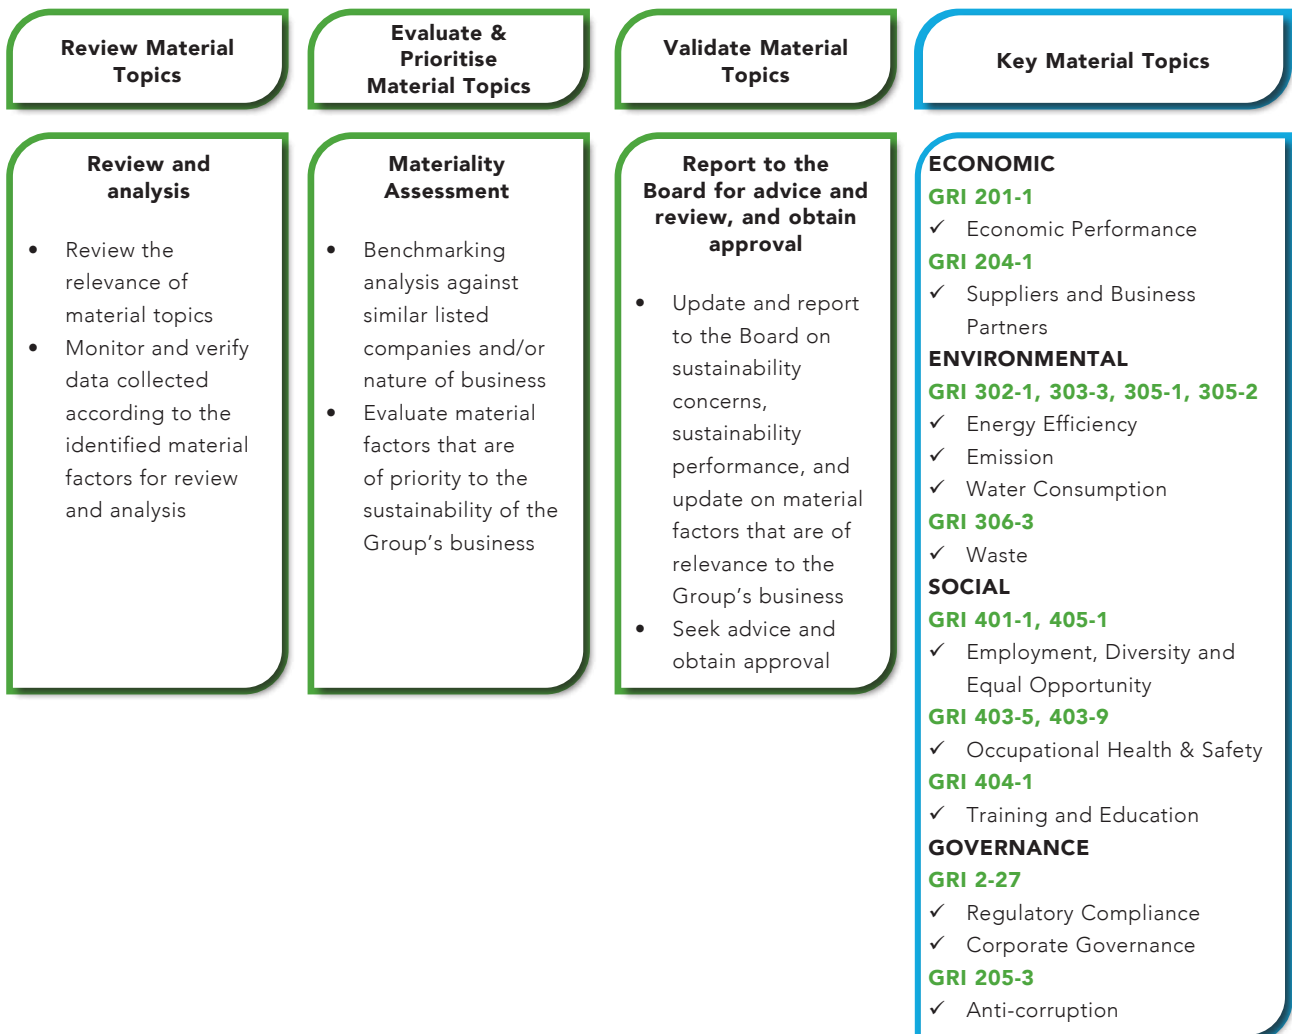 Review Material
Topics
Evaluate &
Prioritise
Material Topics
Validate Material
Topics
Key Material Topics
Review and
analysis
• Review the
relevance of
material topics
• Monitor and verify
data collected
according to the
identified material
factors for review
and analysis
Materiality
Assessment
• Benchmarking
analysis against
similar listed
companies and/or
nature of business
• Evaluate material
factors that are
of priority to the
sustainability of the
Group's business
Report to the
Board for advice and
review, and obtain
approval
• Update and report
to the Board on
sustainability
concerns,
sustainability
performance, and
update on material
factors that are of
relevance to the
Group's business
• Seek advice and
obtain approval
ECONOMIC
GRI 201-1
✓ Economic Performance
GRI 204-1
✓ Suppliers and Business
Partners
ENVIRONMENTAL
GRI 302-1, 303-3, 305-1, 305-2
✓ Energy Efficiency
✓ Emission
✓ Water Consumption
GRI 306-3
✓ Waste
SOCIAL
GRI 401-1, 405-1
✓ Employment, Diversity and
Equal Opportunity
GRI 403-5, 403-9
✓ Occupational Health & Safety
GRI 404-1
✓ Training and Education
GOVERNANCE
GRI 2-27
✓ Regulatory Compliance
✓ Corporate Governance
GRI 205-3
✓ Anti-corruption